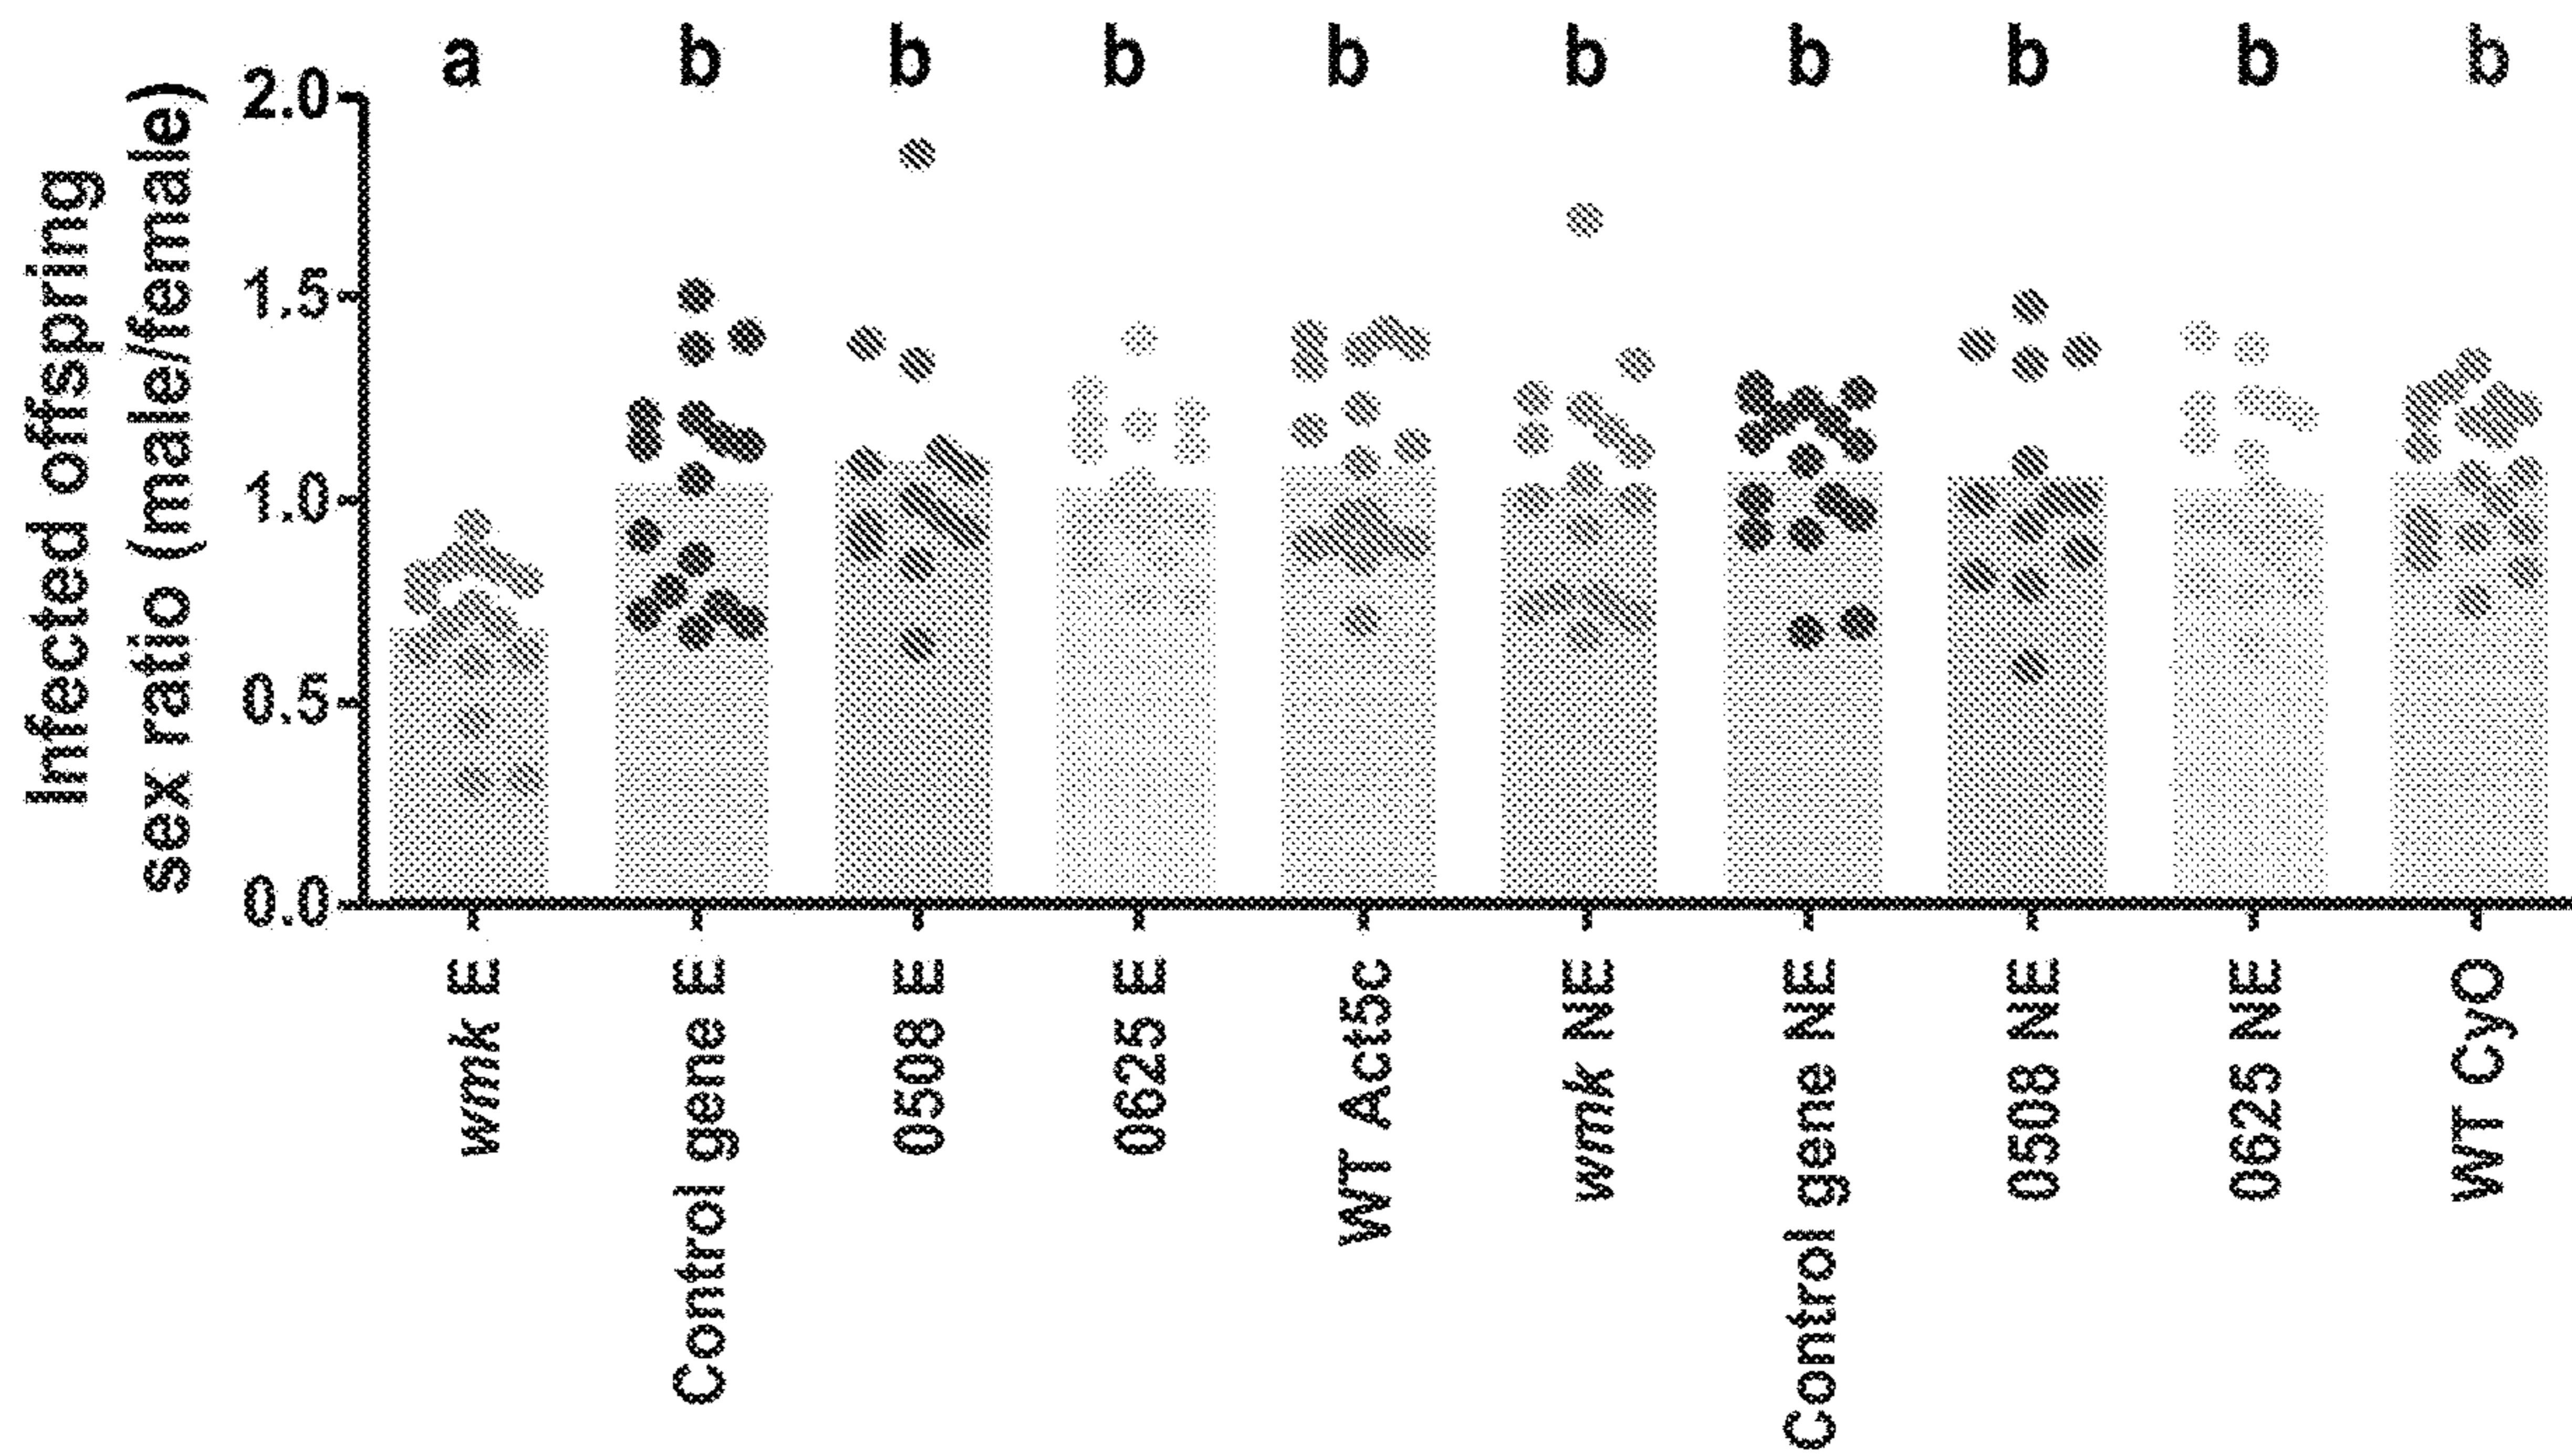 a b b b b b b b b b
Infected offspring
sex ratio (male/female)
2.0
1.5
1.0
0.5
0.0
wmk E
Control gene E
0508 E
0625 E
WT Act5c
wmk NE
Control gene NE
0508 NE
0625 NE
WT CyO